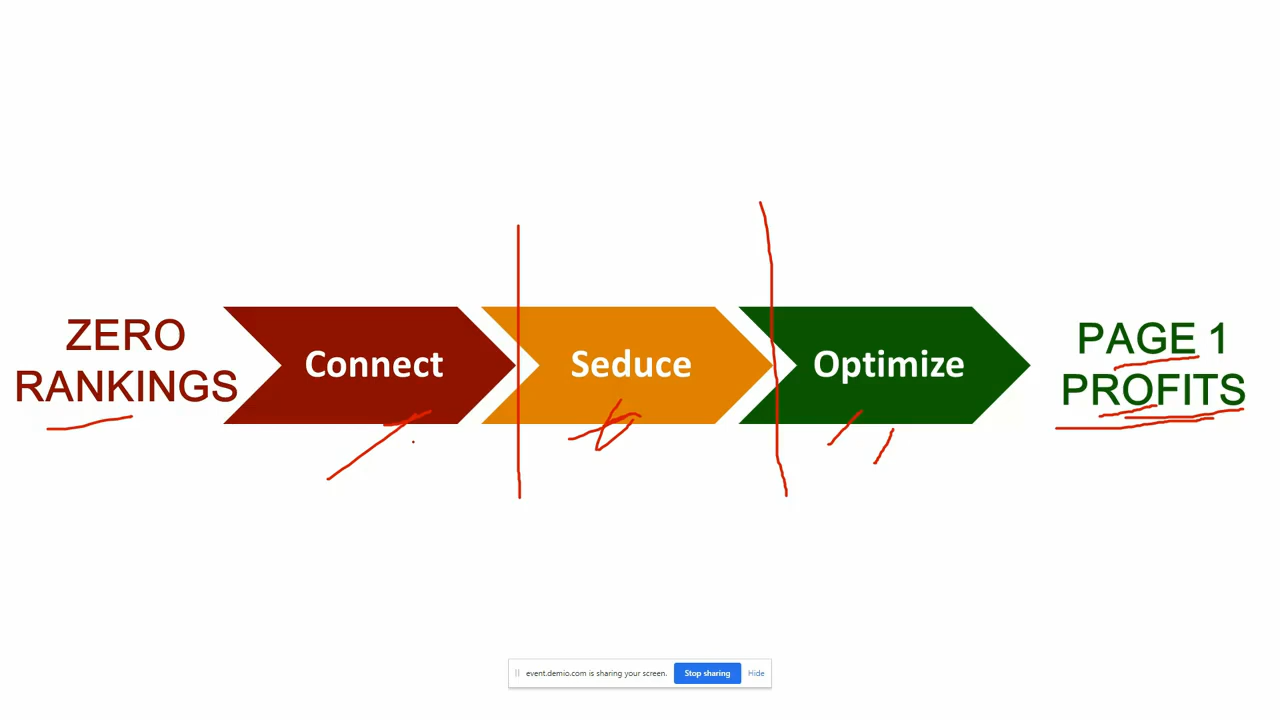 ZERO
RANKINGS
Connect
Seduce
Optimize
PAGE 1
PROFITS
event.demio.com is sharing your screen.
Stop sharing
Hide